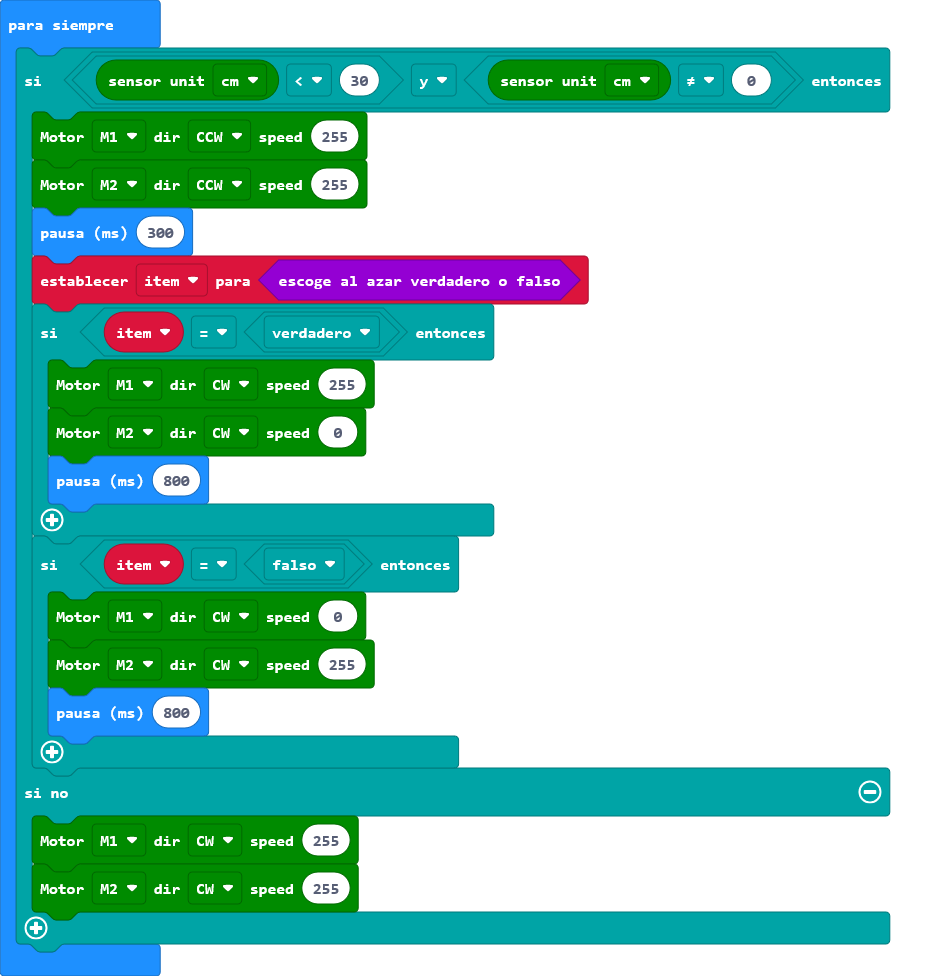 para siempre
si sensor unit cm < 30 y sensor unit cm ≠ 0 entonces
Motor M1 dir CCW speed 255
Motor M2 dir CCW speed 255
pausa (ms) 300
establecer item para escoge al azar verdadero o falso
si item = verdadero entonces
Motor M1 dir CW speed 255
Motor M2 dir CW speed 0
pausa (ms) 800
si item = falso entonces
Motor M1 dir CW speed 0
Motor M2 dir CW speed 255
pausa (ms) 800
si no
Motor M1 dir CW speed 255
Motor M2 dir CW speed 255